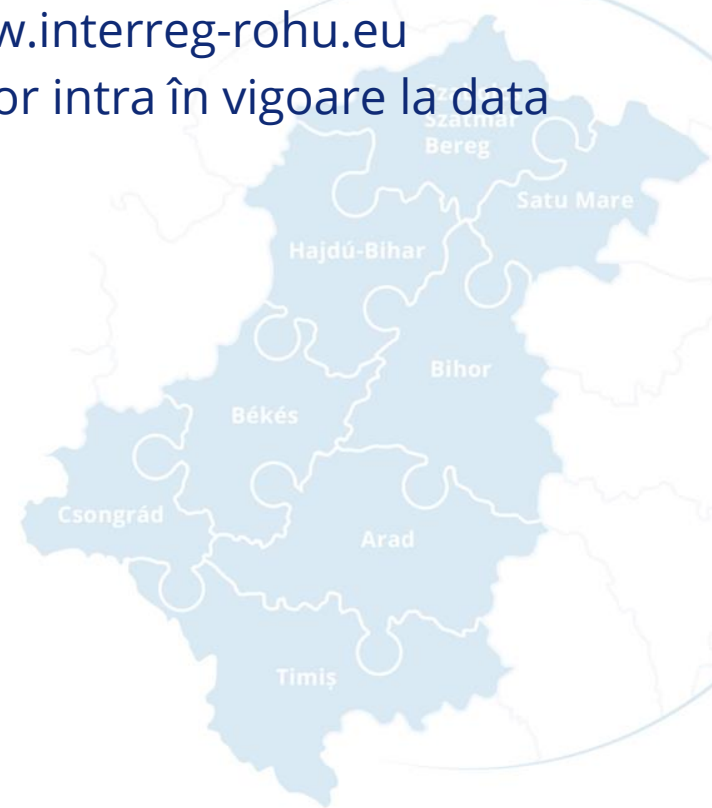 w.interreg-rohu.eu
or intra în vigoare la data
Szatmár
Bereg
Satu Mare
Hajdú-Bihar
Bihor
Békés
Csongrád
Arad
Timiș